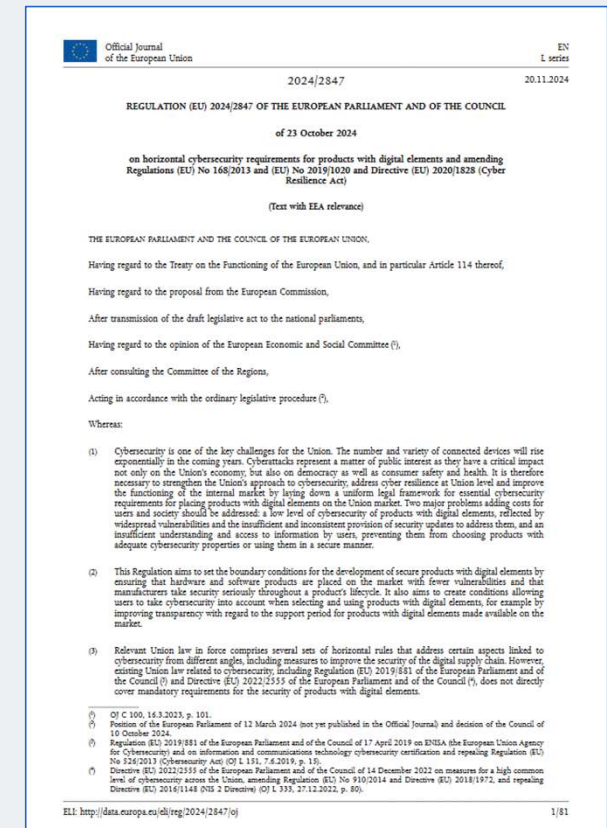 Official Journal
of the European Union
EN
L series
2024/2847
20.11.2024
REGULATION (EU) 2024/2847 OF THE EUROPEAN PARLIAMENT AND OF THE COUNCIL
of 23 October 2024
on horizontal cybersecurity requirements for products with digital elements and amending
Regulations (EU) No 168/2013 and (EU) No 2019/1020 and Directive (EU) 2020/1828 (Cyber
Resilience Act)
(Text with EEA relevance)
THE EUROPEAN PARLIAMENT AND THE COUNCIL OF THE EUROPEAN UNION,
Having regard to the Treaty on the Functioning of the European Union, and in particular Article 114 thereof,
Having regard to the proposal from the European Commission,
After transmission of the draft legislative act to the national parliaments,
Having regard to the opinion of the European Economic and Social Committee (1),
After consulting the Committee of the Regions,
Acting in accordance with the ordinary legislative procedure (2),
Whereas:
(1) Cybersecurity is one of the key challenges for the Union. The number and variety of connected devices will rise
exponentially in the coming years. Cyberattacks represent a matter of public interest as they have a critical impact
not only on the Union's economy, but also on democracy as well as consumer safety and health. It is therefore
necessary to strengthen the Union's approach to cybersecurity, address cyber resilience at Union level and improve
the functioning of the internal market by laying down a uniform legal framework for essential cybersecurity
requirements for placing products with digital elements on the Union market. Two major problems adding costs for
users and society should be addressed: a low level of cybersecurity of products with digital elements, reflected by
widespread vulnerabilities and the insufficient and inconsistent provision of security updates to address them, and an
insufficient understanding and access to information by users, preventing them from choosing products with
adequate cybersecurity properties or using them in a secure manner.
(2) This Regulation aims to set the boundary conditions for the development of secure products with digital elements by
ensuring that hardware and software products are placed on the market with fewer vulnerabilities and that
manufacturers take security seriously throughout a product's lifecycle. It also aims to create conditions allowing
users to take cybersecurity into account when selecting and using products with digital elements, for example by
improving transparency with regard to the support period for products with digital elements made available on the
market.
(3) Relevant Union law in force comprises several sets of horizontal rules that address certain aspects linked to
cybersecurity from different angles, including measures to improve the security of the digital supply chain. However,
existing Union law related to cybersecurity, including Regulation (EU) 2019/881 of the European Parliament and of
the Council (3) and Directive (EU) 2022/2555 of the European Parliament and of the Council (4), does not directly
cover mandatory requirements for the security of products with digital elements.
(1) OJ C 100, 16.3.2023, p. 101.
(2) Position of the European Parliament of 12 March 2024 (not yet published in the Official Journal) and decision of the Council of
10 October 2024.
(3) Regulation (EU) 2019/881 of the European Parliament and of the Council of 17 April 2019 on ENISA (the European Union Agency
for Cybersecurity) and on information and communications technology cybersecurity certification and repealing Regulation (EU)
No 526/2013 (Cybersecurity Act) (OJ L 151, 7.6.2019, p. 15).
(4) Directive (EU) 2022/2555 of the European Parliament and of the Council of 14 December 2022 on measures for a high common
level of cybersecurity across the Union, amending Regulation (EU) No 910/2014 and Directive (EU) 2018/1972, and repealing
Directive (EU) 2016/1148 (NIS 2 Directive) (OJ L 333, 27.12.2022, p. 80).
ELI: http://data.europa.eu/eli/reg/2024/2847/oj
1/81